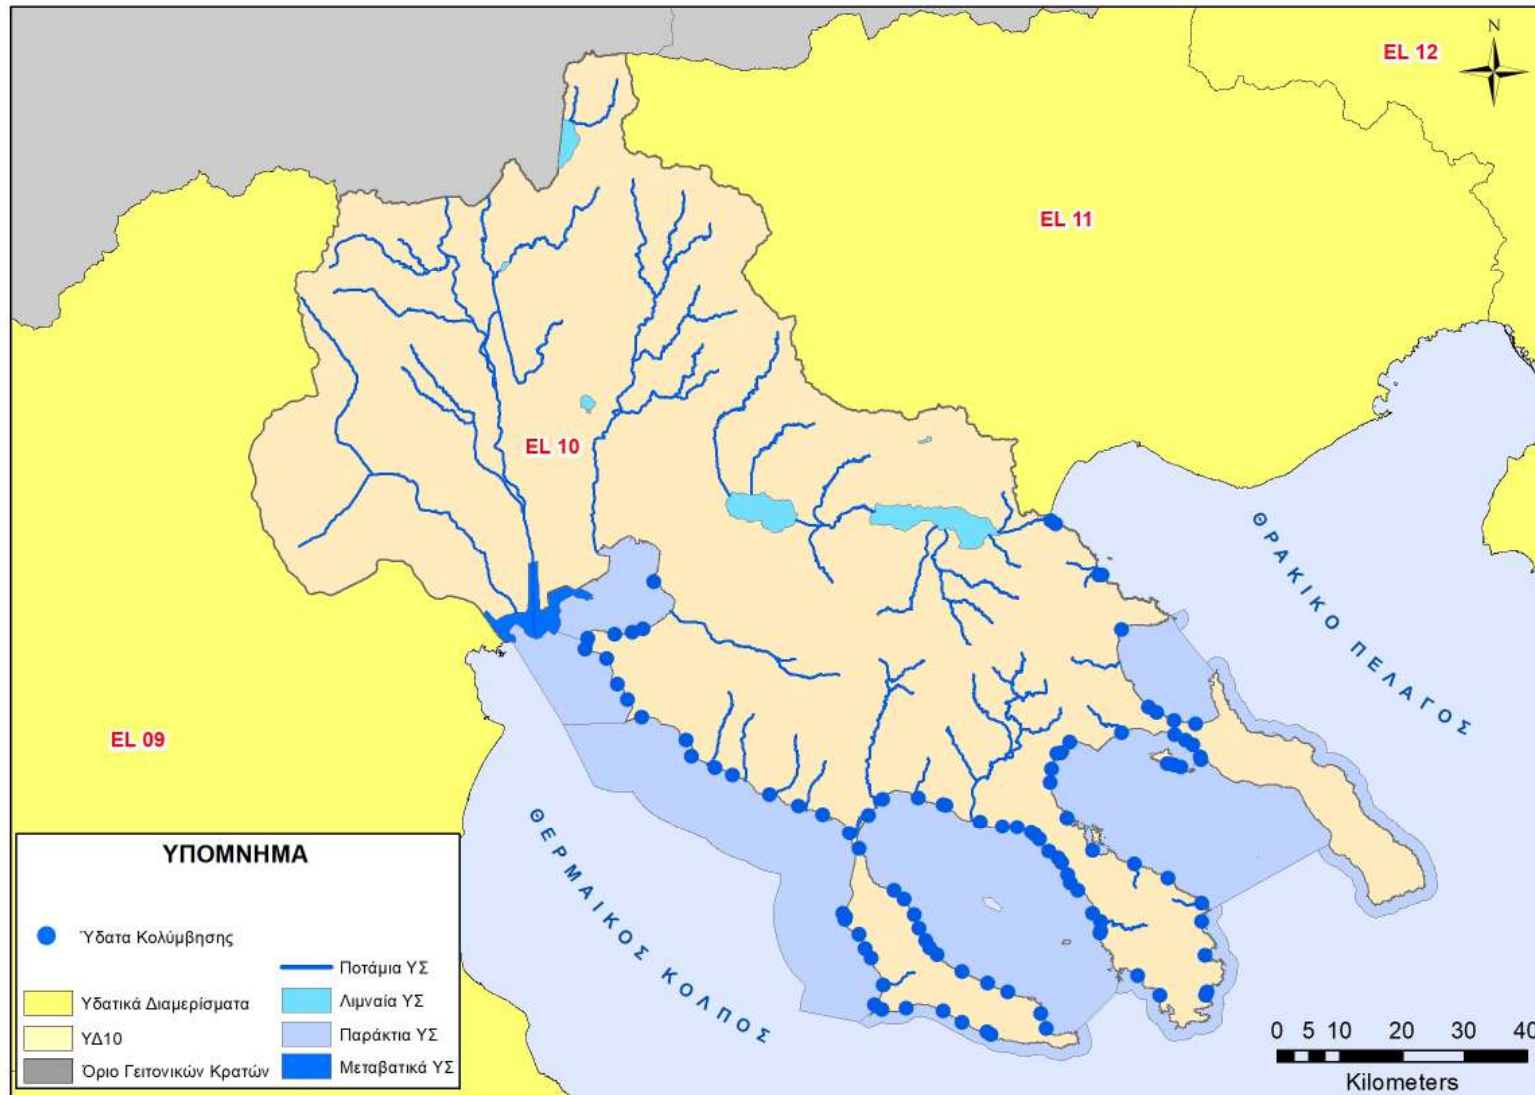 N
EL 12
EL 11
EL 10
EL 09
ΘΡΑΚΙΚΟ ΠΕΛΑΓΟΣ
ΘΕΡΜΑΙΚΟΣ ΚΟΛΠΟΣ
ΥΠΟΜΝΗΜΑ
Ύδατα Κολύμβησης
Υδατικά Διαμερίσματα
ΥΔ10
Όριο Γειτονικών Κρατών
Ποτάμια ΥΣ
Λιμναία ΥΣ
Παράκτια ΥΣ
Μεταβατικά ΥΣ
0 5 10 20 30 40
Kilometers